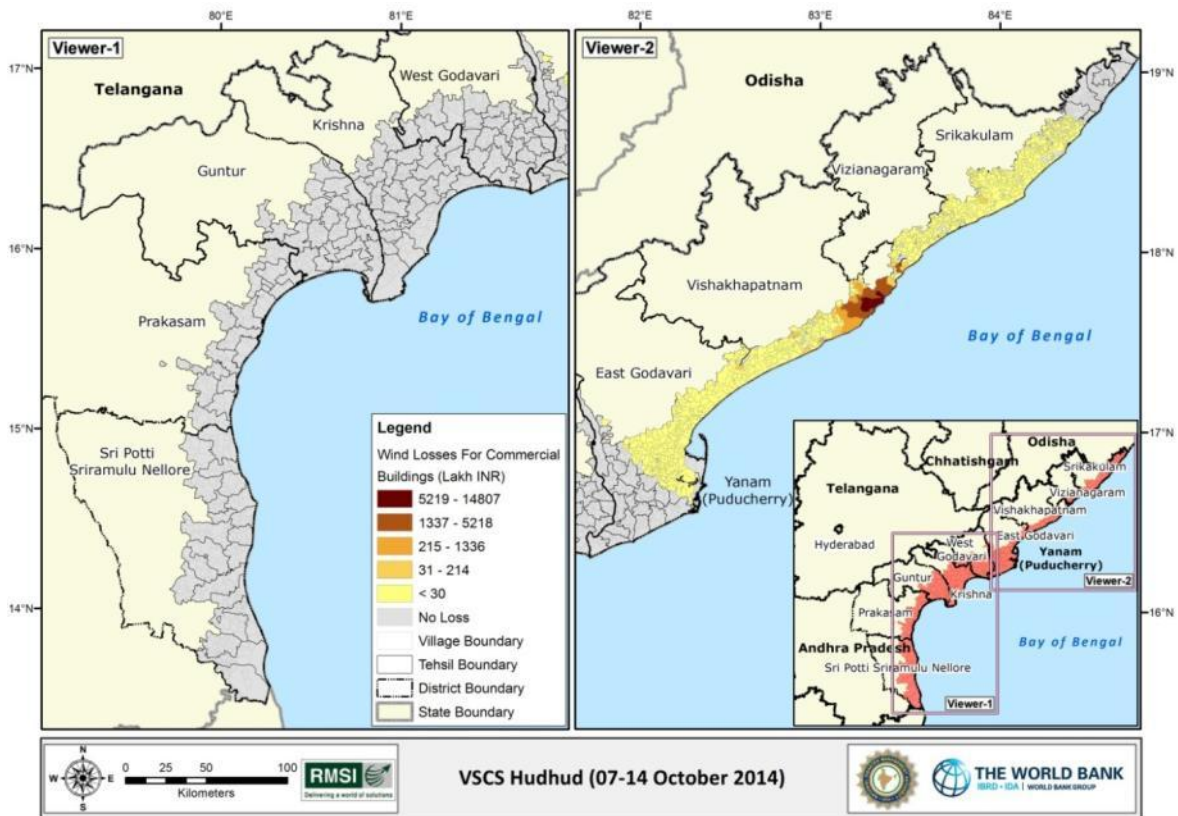 80°E
81°E
Viewer-1
17°N
16°N
15°N
14°N
Telangana
West Godavari
Krishna
Guntur
Prakasam
Bay of Bengal
Sri Potti
Sriramulu Nellore
Legend
Wind Losses For Commercial
Buildings (Lakh INR)
5219 - 14807
1337 - 5218
215 - 1336
31 - 214
< 30
No Loss
Village Boundary
Tehsil Boundary
District Boundary
State Boundary
82°E
83°E
84°E
Viewer-2
19°N
18°N
17°N
16°N
Odisha
Srikakulam
Vizianagaram
Vishakhapatnam
East Godavari
Bay of Bengal
Yanam
(Puducherry)
Odisha
Chhatishgarh
Srikakulam
Telangana
Vizianagaram
Vishakhapatnam
Hyderabad
East Godavari
West
Godavari
Yanam
(Puducherry)
Guntur
Krishna
Viewer-2
Prakasam
Andhra Pradesh
Bay of Bengal
Sri Potti Sriramulu Nellore
Viewer-1
N
W
E
S
0 25 50 100
Kilometers
RMSI
Delivering a world of solutions
VSCS Hudhud (07-14 October 2014)
THE WORLD BANK
IBRD • IDA | WORLD BANK GROUP